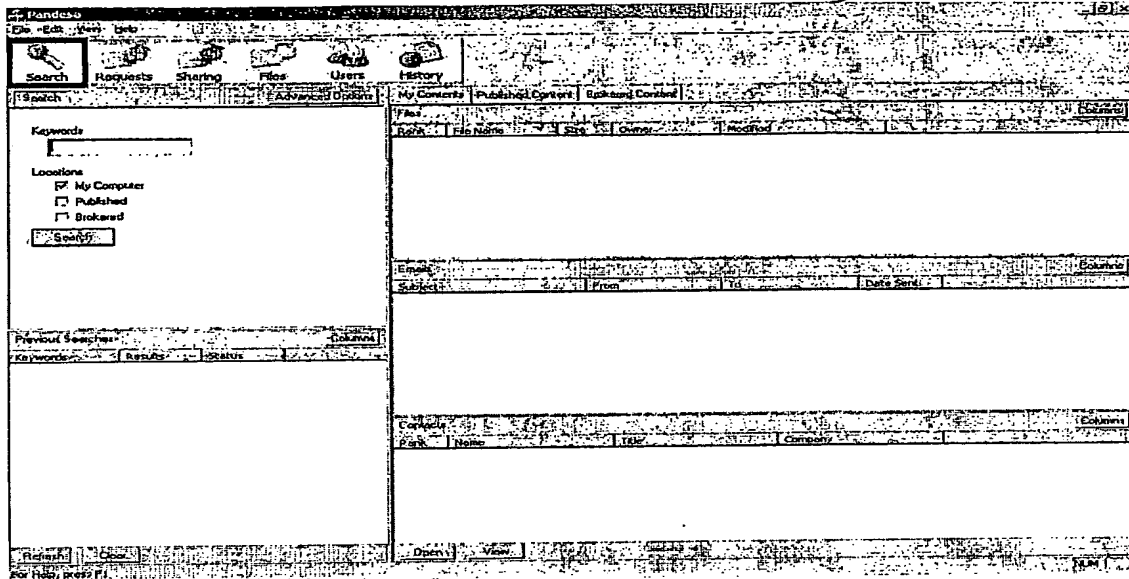 Pandesa
File Edit View Help
Search Requests Sharing Files Users History
Search Advanced Options
Keywords
Locations
My Computer
Published
Brokered
Search
Previous Searches Columns
Keywords Results Status
Refresh Clear
My Contents Published Content Brokered Content
Files Columns
Rank File Name Size Owner Modified
Emails Columns
Subject From To Date Sent
Contacts Columns
Rank Name Title Company
Open View
For Help, press F1
NUM